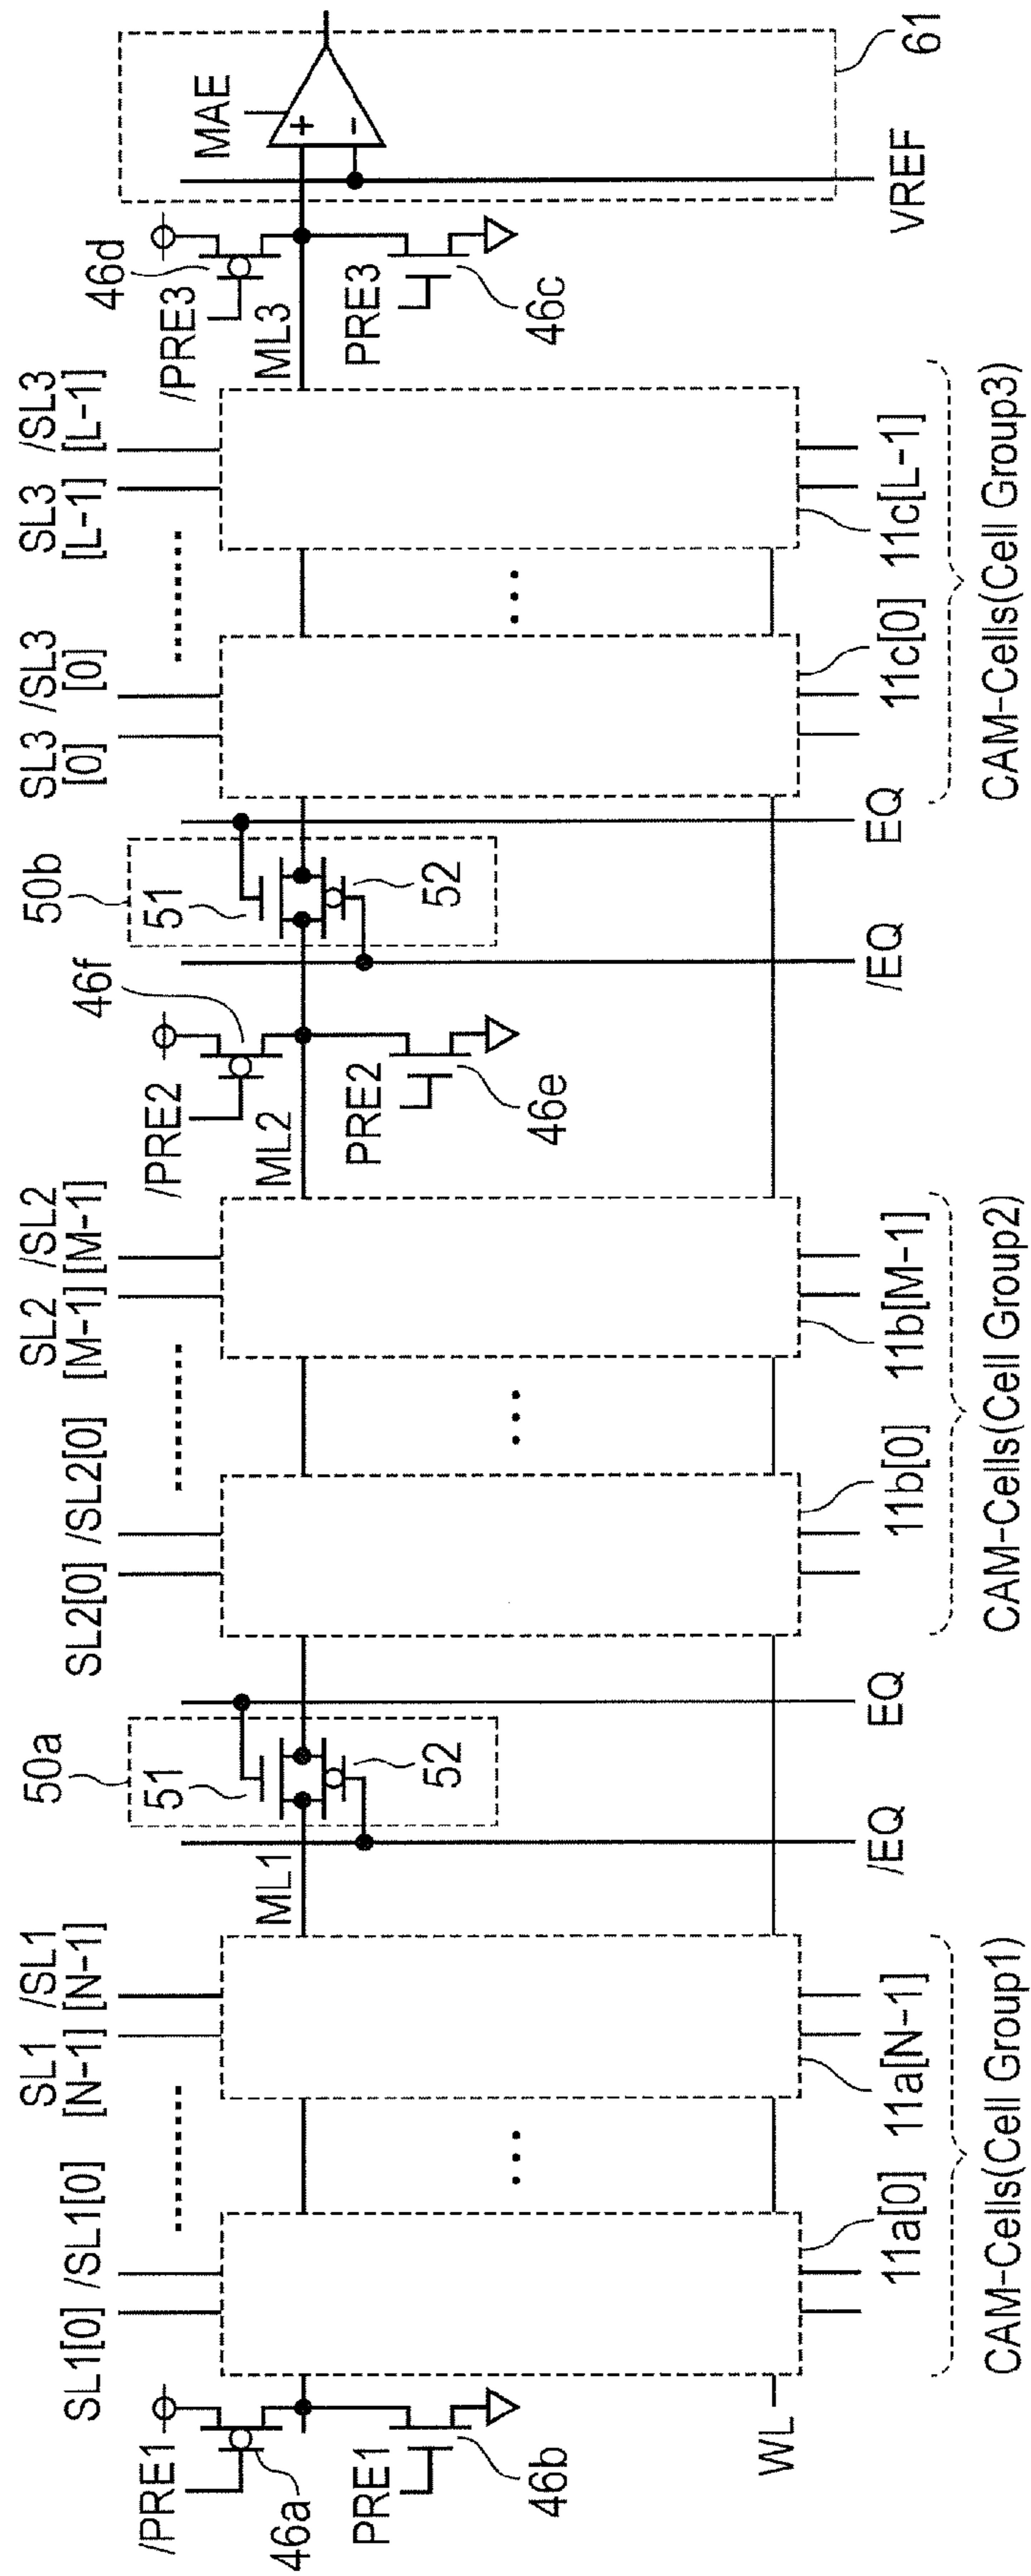 SL1[0] /SL1[0]
SL1 /SL1
[N-1] [N-1]
SL2[0] /SL2[0]
SL2 /SL2
[M-1] [M-1]
SL3 /SL3
[0] [0]
SL3 /SL3
[L-1] [L-1]
/PRE1
46a
PRE1
46b
WL
ML1
50a
51
52
/EQ
EQ
ML2
/PRE2
46f
PRE2
46e
50b
51
52
/EQ
EQ
ML3
/PRE3
46d
PRE3
46c
MAE
+
-
VREF
61
11a[0] 11a[N-1]
11b[0] 11b[M-1]
11c[0] 11c[L-1]
CAM-Cells(Cell Group1)
CAM-Cells(Cell Group2)
CAM-Cells(Cell Group3)